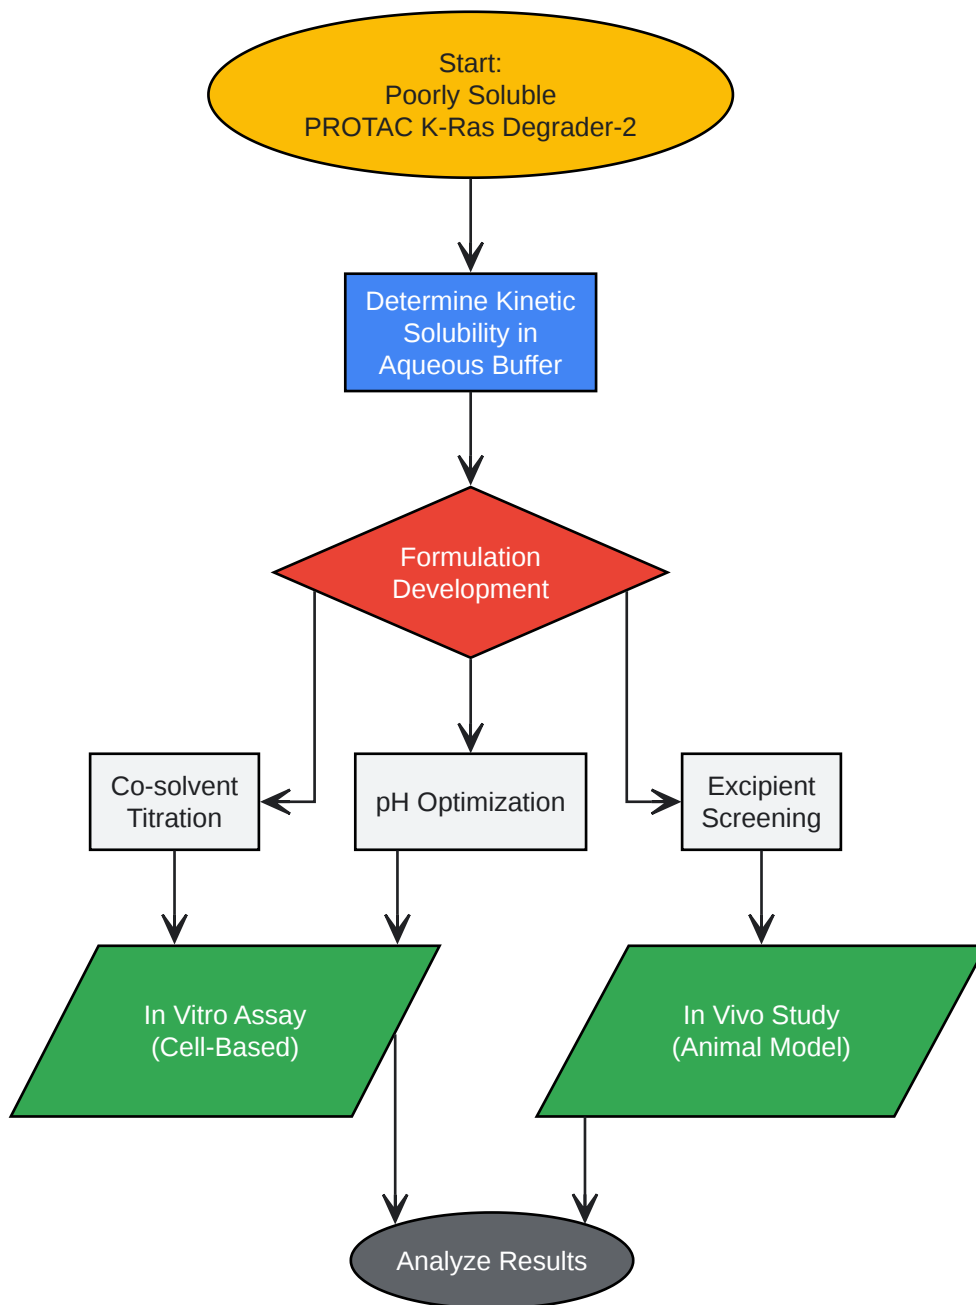 Start:
Poorly Soluble
PROTAC K-Ras Degrader-2
Determine Kinetic
Solubility in
Aqueous Buffer
Formulation
Development
Co-solvent
Titration
pH Optimization
Excipient
Screening
In Vitro Assay
(Cell-Based)
In Vivo Study
(Animal Model)
Analyze Results